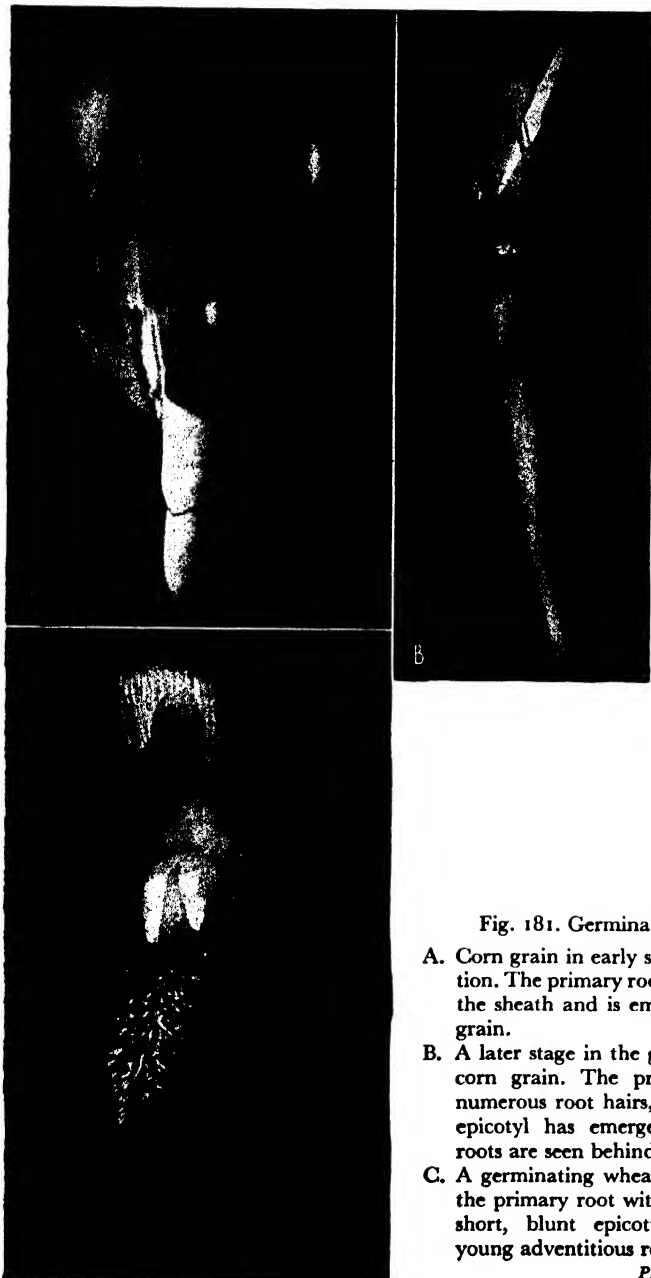 B
Fig. 181. Germina
A. Corn grain in early s
tion. The primary roo
the sheath and is em
grain.
B. A later stage in the g
corn grain. The pr
numerous root hairs,
epicotyl has emerge
roots are seen behind
C. A germinating whea
the primary root wit
short, blunt epicot
young adventitious r
P